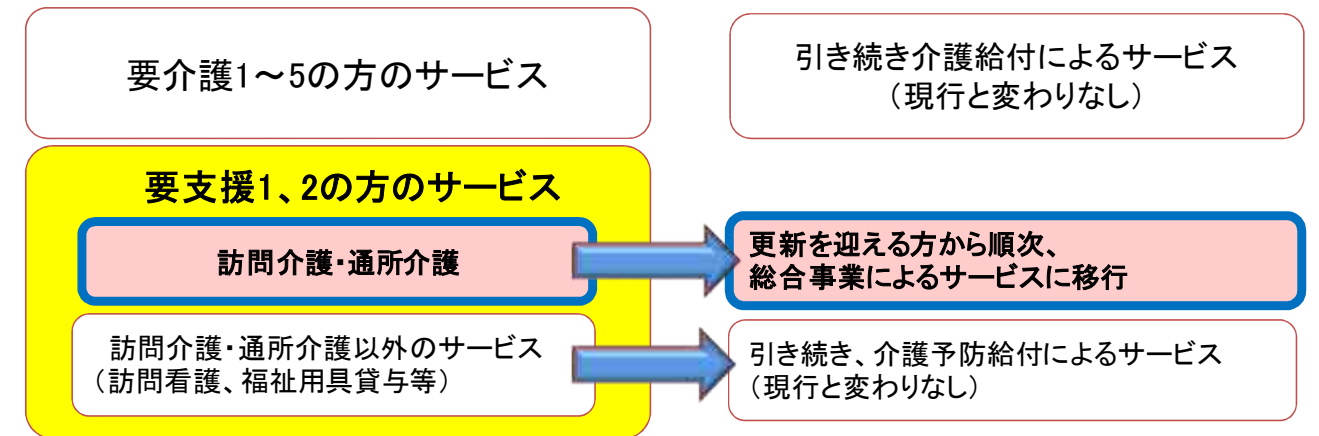 要介護1～5の方のサービス
引き続き介護給付によるサービス
（現行と変わりなし）
要支援1、2の方のサービス
訪問介護・通所介護
更新を迎える方から順次、
総合事業によるサービスに移行
訪問介護・通所介護以外のサービス
（訪問看護、福祉用具貸与等）
引き続き、介護予防給付によるサービス
（現行と変わりなし）